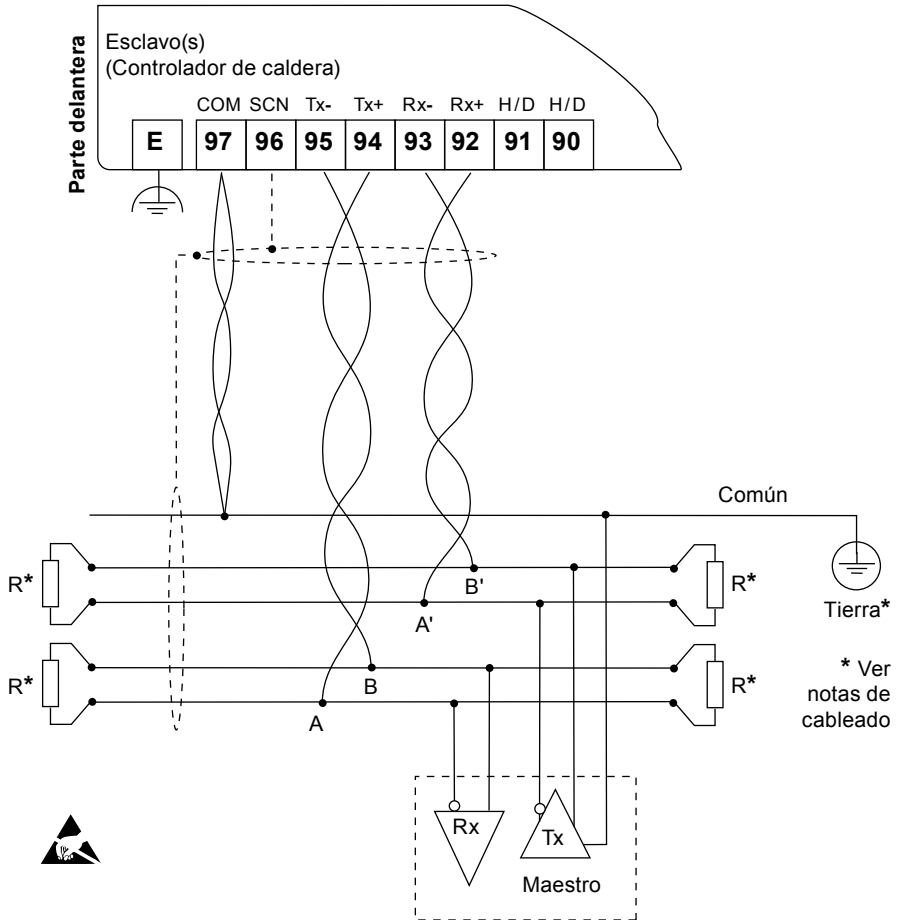 Parte delantera
Esclavo(s)
(Controlador de caldera)
COM SCN Tx- Tx+ Rx- Rx+ H/D H/D
E 97 96 95 94 93 92 91 90
Común
R* B' R*
A' Tierra*
R* B R*
A
* Ver
notas de
cableado
Rx Tx
Maestro